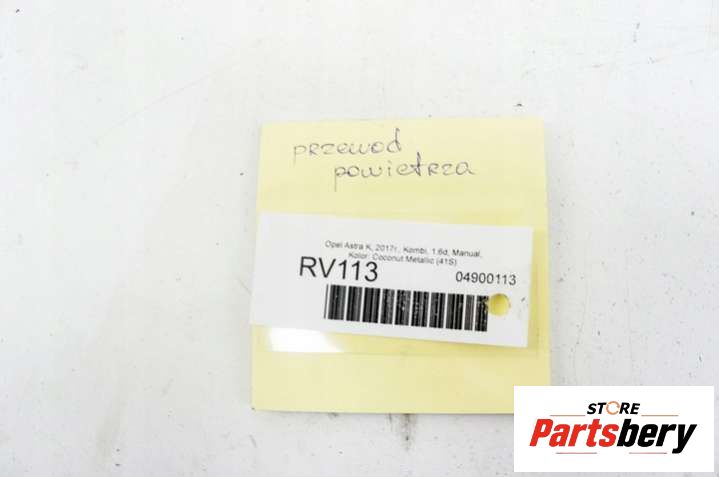 przewod
powietrza
Opel Astra K, 2017r., Kombi, 1.6d, Manual,
Kolor: Coconut Metallic (41S)
RV113
04900113
STORE
Partsbery